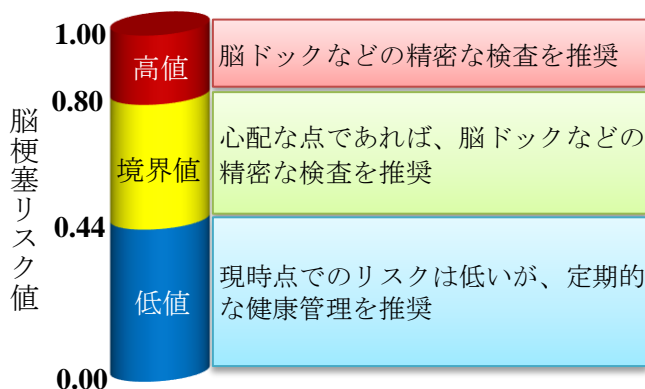 脳梗塞リスク値
1.00
高値
脳ドックなどの精密な検査を推奨
0.80
境界値
心配な点であれば、脳ドックなどの
精密な検査を推奨
0.44
低値
現時点でのリスクは低いが、定期的
な健康管理を推奨
0.00